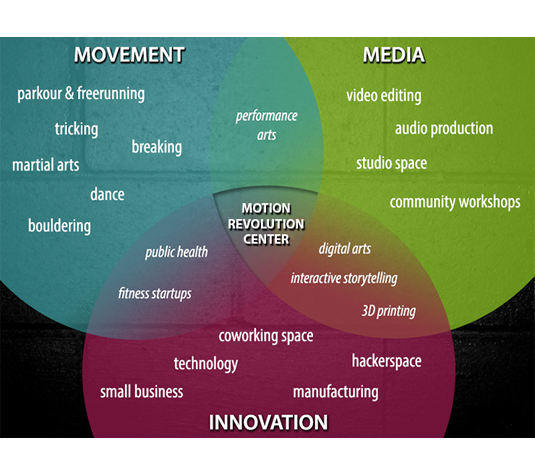 MOVEMENT
MEDIA
parkour & freerunning
video editing
performance
arts
tricking
audio production
breaking
martial arts
studio space
dance
community workshops
MOTION
REVOLUTION
CENTER
bouldering
public health
digital arts
interactive storytelling
fitness startups
3D printing
coworking space
technology
hackerspace
small business
manufacturing
INNOVATION